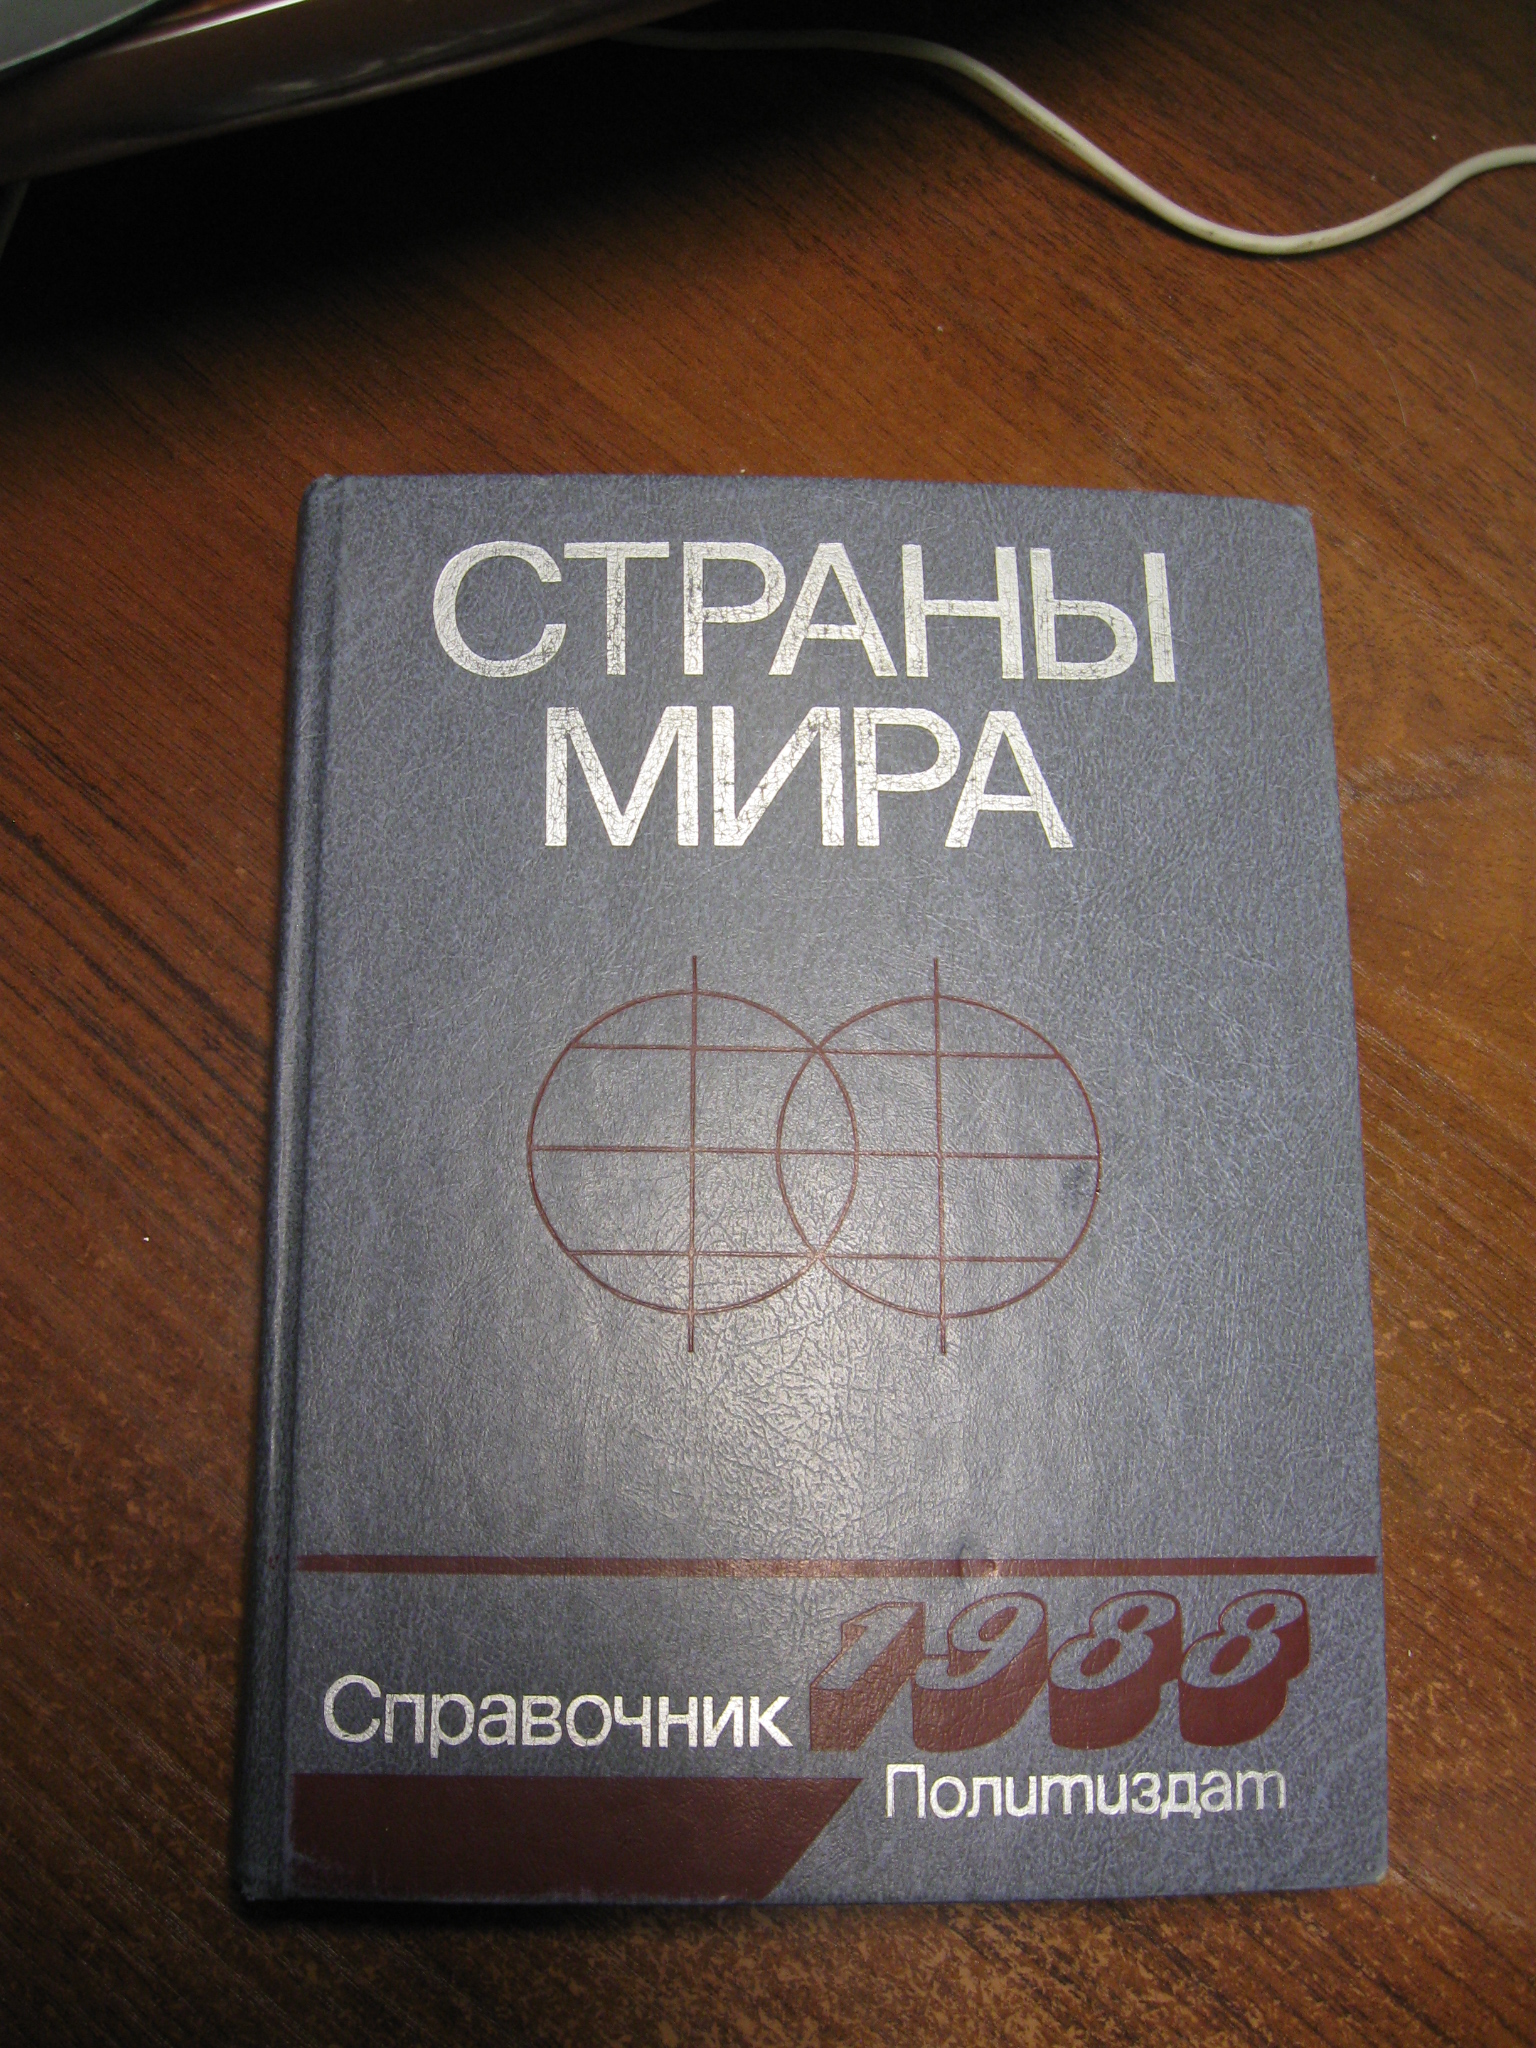 СТРАНЫ
МИРА
Справочник 1988
Политиздат